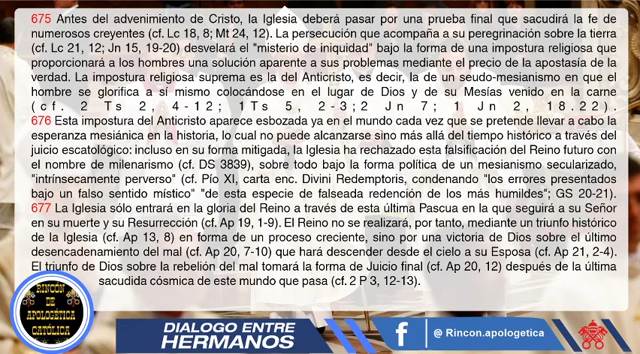 675 Antes del advenimiento de Cristo, la Iglesia deberá pasar por una prueba final que sacudirá la fe de
numerosos creyentes (cf. Lc 18, 8; Mt 24, 12). La persecución que acompaña a su peregrinación sobre la tierra
(cf. Lc 21, 12; Jn 15, 19-20) desvelará el "misterio de iniquidad" bajo la forma de una impostura religiosa que
proporcionará a los hombres una solución aparente a sus problemas mediante el precio de la apostasía de la
verdad. La impostura religiosa suprema es la del Anticristo, es decir, la de un seudo-mesianismo en que el
hombre se glorifica a sí mismo colocándose en el lugar de Dios y de su Mesías venido en la carne
(cf. 2 Ts 2, 4-12; 1Ts 5, 2-3;2 Jn 7; 1 Jn 2, 18.22).
676 Esta impostura del Anticristo aparece esbozada ya en el mundo cada vez que se pretende llevar a cabo la
esperanza mesiánica en la historia, lo cual no puede alcanzarse sino más allá del tiempo histórico a través del
juicio escatológico: incluso en su forma mitigada, la Iglesia ha rechazado esta falsificación del Reino futuro con
el nombre de milenarismo (cf. DS 3839), sobre todo bajo la forma política de un mesianismo secularizado,
"intrínsecamente perverso" (cf. Pío XI, carta enc. Divini Redemptoris, condenando "los errores presentados
bajo un falso sentido místico" "de esta especie de falseada redención de los más humildes"; GS 20-21).
677 La Iglesia sólo entrará en la gloria del Reino a través de esta última Pascua en la que seguirá a su Señor
en su muerte y su Resurrección (cf. Ap 19, 1-9). El Reino no se realizará, por tanto, mediante un triunfo histórico
de la Iglesia (cf. Ap 13, 8) en forma de un proceso creciente, sino por una victoria de Dios sobre el último
desencadenamiento del mal (cf. Ap 20, 7-10) que hará descender desde el cielo a su Esposa (cf. Ap 21, 2-4).
El triunfo de Dios sobre la rebelión del mal tomará la forma de Juicio final (cf. Ap 20, 12) después de la última
sacudida cósmica de este mundo que pasa (cf. 2 P 3, 12-13).
RINCÓN
DE
APOLOGÉTICA
CATÓLICA
DIALOGO ENTRE
HERMANOS
f
@ Rincon.apologetica